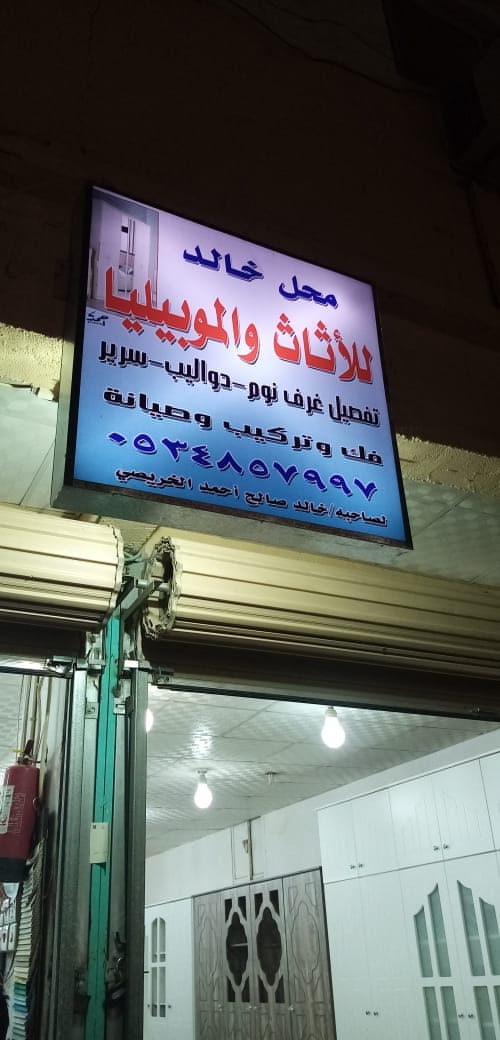 محل خالد
للأثاث والموبيليا
تفصيل غرف نوم-دواليب-سرير
فك وتركيب وصيانة
٠٥٣٤٨٥٧٩٩٧
لصاحبه/خالد صالح أحمد الخريصي